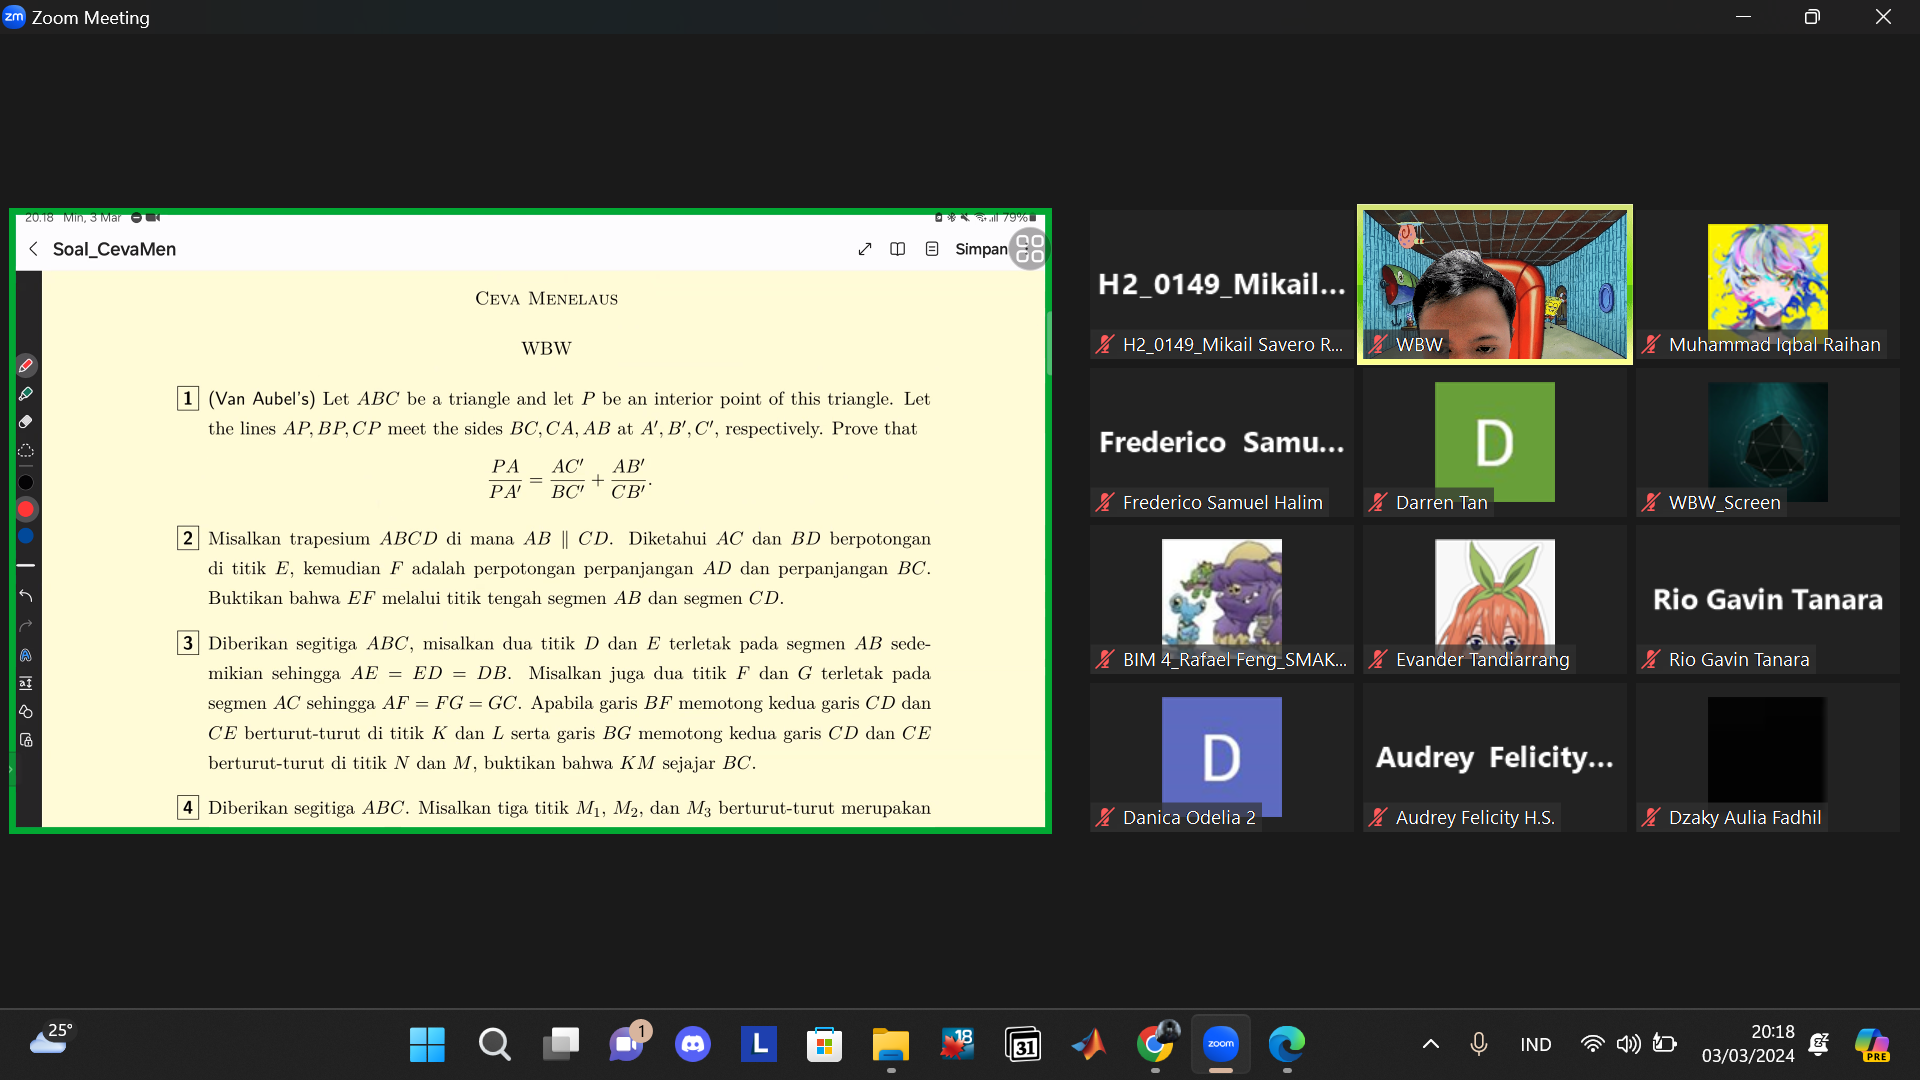 zm Zoom Meeting
20.18 Min, 3 Mar 79%
Soal_CevaMen
Simpan
CEVA MENELAUS
WBW
1 (Van Aubel's) Let ABC be a triangle and let P be an interior point of this triangle. Let
the lines AP, BP, CP meet the sides BC, CA, AB at A′, B′, C′, respectively. Prove that
PA/PA′ = AC′/BC′ + AB′/CB′.
2 Misalkan trapesium ABCD di mana AB ∥ CD. Diketahui AC dan BD berpotongan
di titik E, kemudian F adalah perpotongan perpanjangan AD dan perpanjangan BC.
Buktikan bahwa EF melalui titik tengah segmen AB dan segmen CD.
3 Diberikan segitiga ABC, misalkan dua titik D dan E terletak pada segmen AB sede-
mikian sehingga AE = ED = DB. Misalkan juga dua titik F dan G terletak pada
segmen AC sehingga AF = FG = GC. Apabila garis BF memotong kedua garis CD dan
CE berturut-turut di titik K dan L serta garis BG memotong kedua garis CD dan CE
berturut-turut di titik N dan M, buktikan bahwa KM sejajar BC.
4 Diberikan segitiga ABC. Misalkan tiga titik M₁, M₂, dan M₃ berturut-turut merupakan
H2_0149_Mikail...
H2_0149_Mikail Savero R...
WBW
Muhammad Iqbal Raihan
Frederico Samu...
Frederico Samuel Halim
D
Darren Tan
WBW_Screen
BIM 4_Rafael Feng_SMAK...
Evander Tandiarrang
Rio Gavin Tanara
Rio Gavin Tanara
D
Danica Odelia 2
Audrey Felicity...
Audrey Felicity H.S.
Dzaky Aulia Fadhil
25°
1
L
18
31
zoom
IND
20:18
03/03/2024
PRE